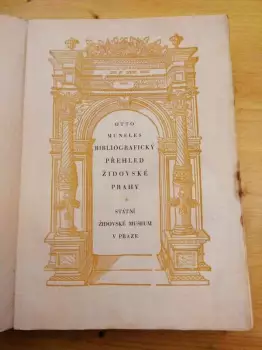 OTTO
MUNELES
BIBLIOGRAFICKÝ
PŘEHLED
ŽIDOVSKÉ
PRAHY
STÁTNÍ
ŽIDOVSKÉ MUSEUM
V PRAZE